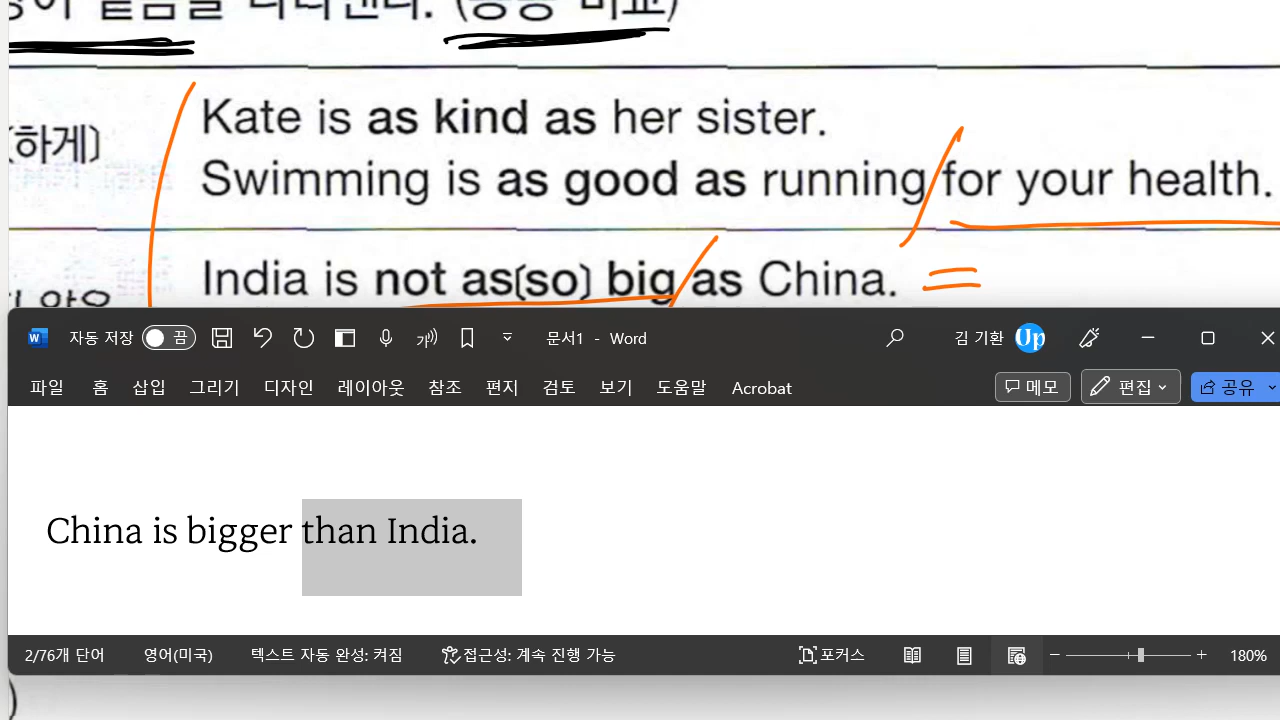 (하게)
Kate is as kind as her sister.
Swimming is as good as running for your health.
India is not as(so) big as China. =
자동 저장 끔 가 문서1 - Word 김 기환 Up
파일 홈 삽입 그리기 디자인 레이아웃 참조 편지 검토 보기 도움말 Acrobat 메모 편집 공유
China is bigger than India.
2/76개 단어 영어(미국) 텍스트 자동 완성: 켜짐 접근성: 계속 진행 가능 포커스 180%
)